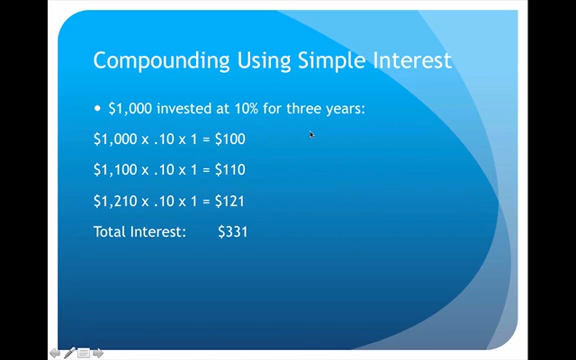 Compounding Using Simple Interest
• $1,000 invested at 10% for three years:
$1,000 x .10 x 1 = $100
$1,100 x .10 x 1 = $110
$1,210 x .10 x 1 = $121
Total Interest: $331